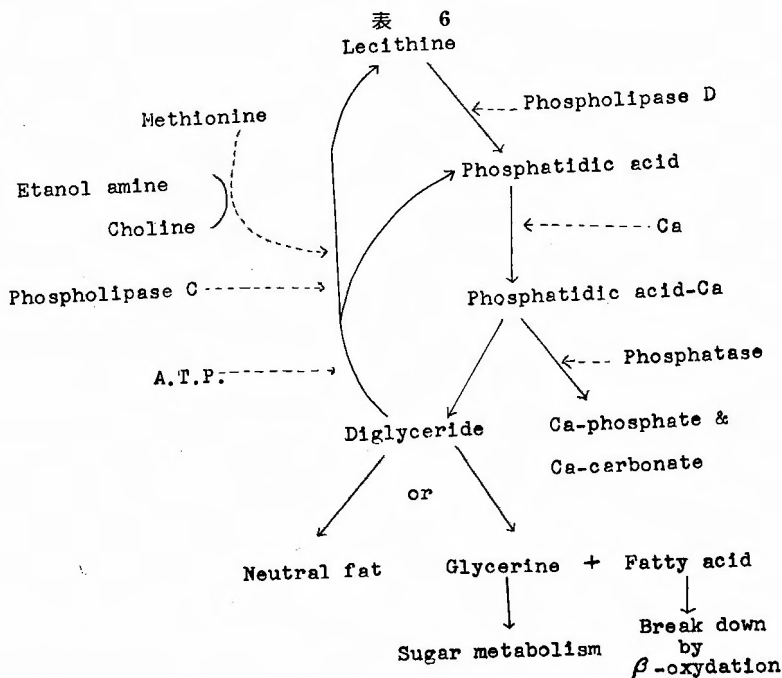 表 6
Lecithine
Phospholipase D
Methionine
Phosphatidic acid
Etanol amine
Choline
Ca
Phospholipase C
Phosphatidic acid-Ca
Phosphatase
A.T.P.
Diglyceride
Ca-phosphate &
Ca-carbonate
or
Neutral fat
Glycerine + Fatty acid
Sugar metabolism
Break down
by
β-oxydation